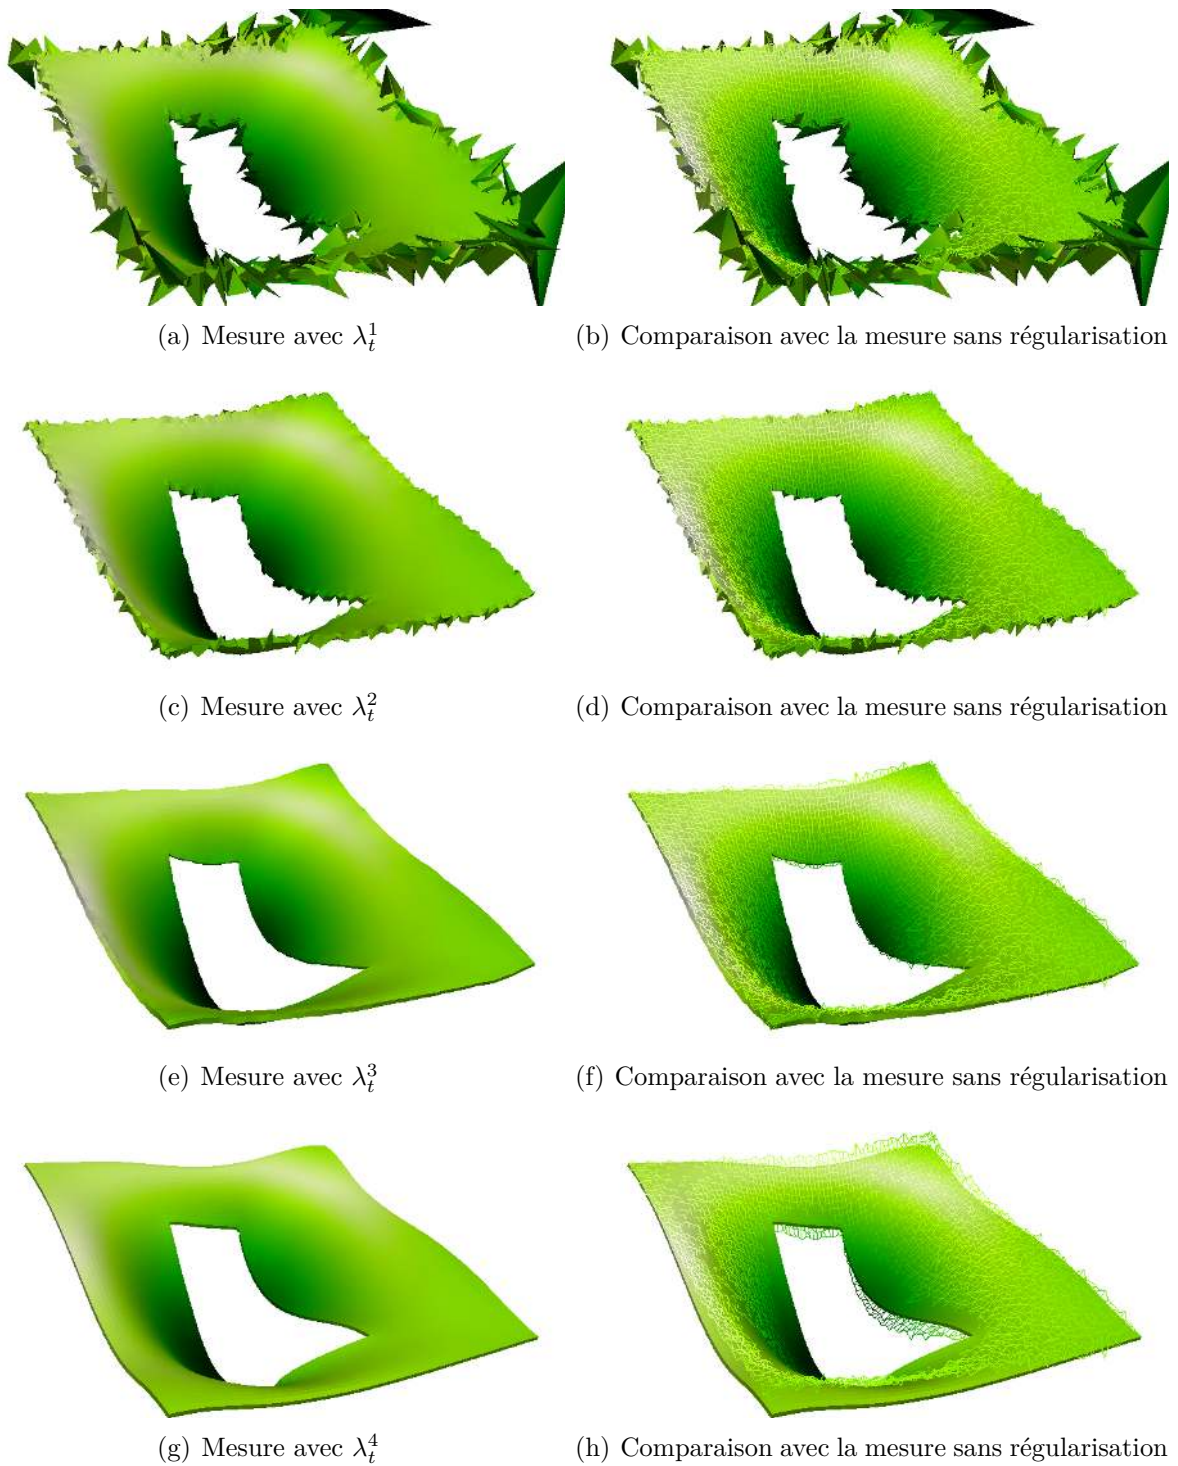 (a) Mesure avec λ_t^1
(b) Comparaison avec la mesure sans régularisation
(c) Mesure avec λ_t^2
(d) Comparaison avec la mesure sans régularisation
(e) Mesure avec λ_t^3
(f) Comparaison avec la mesure sans régularisation
(g) Mesure avec λ_t^4
(h) Comparaison avec la mesure sans régularisation